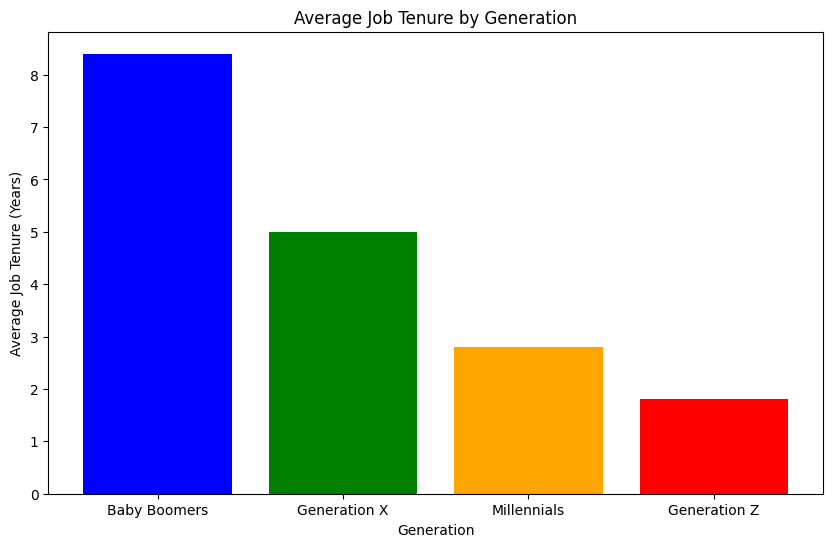 Average Job Tenure by Generation
Average Job Tenure (Years)
8
7
6
5
4
3
2
1
0
Baby Boomers
Generation X
Millennials
Generation Z
Generation